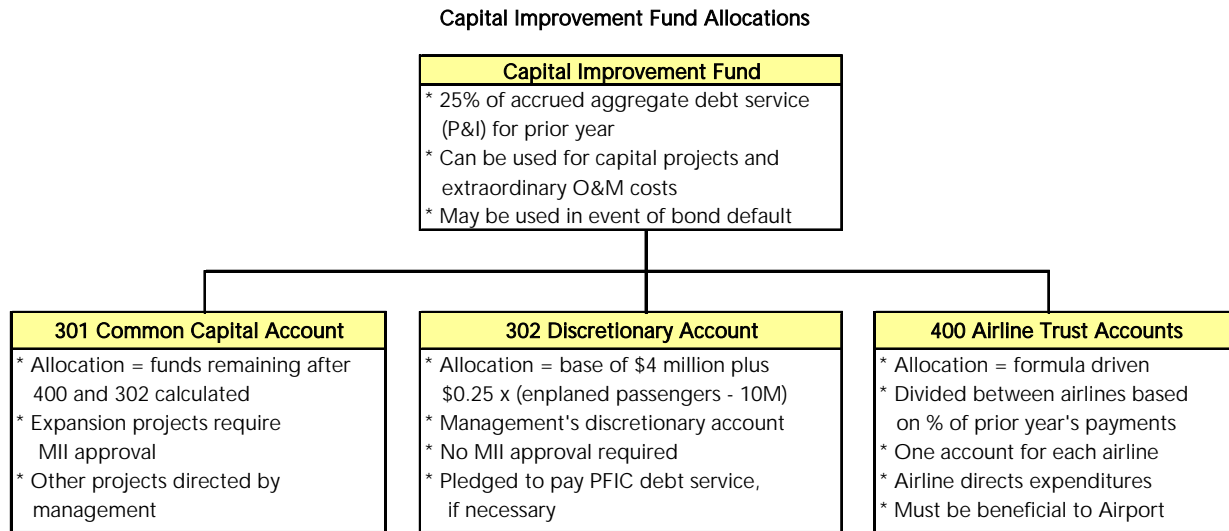 Capital Improvement Fund Allocations
Capital Improvement Fund
* 25% of accrued aggregate debt service
(P&I) for prior year
* Can be used for capital projects and
extraordinary O&M costs
* May be used in event of bond default
301 Common Capital Account
* Allocation = funds remaining after
400 and 302 calculated
* Expansion projects require
MII approval
* Other projects directed by
management
302 Discretionary Account
* Allocation = base of $4 million plus
$0.25 x (enplaned passengers - 10M)
* Management's discretionary account
* No MII approval required
* Pledged to pay PFIC debt service,
if necessary
400 Airline Trust Accounts
* Allocation = formula driven
* Divided between airlines based
on % of prior year's payments
* One account for each airline
* Airline directs expenditures
* Must be beneficial to Airport